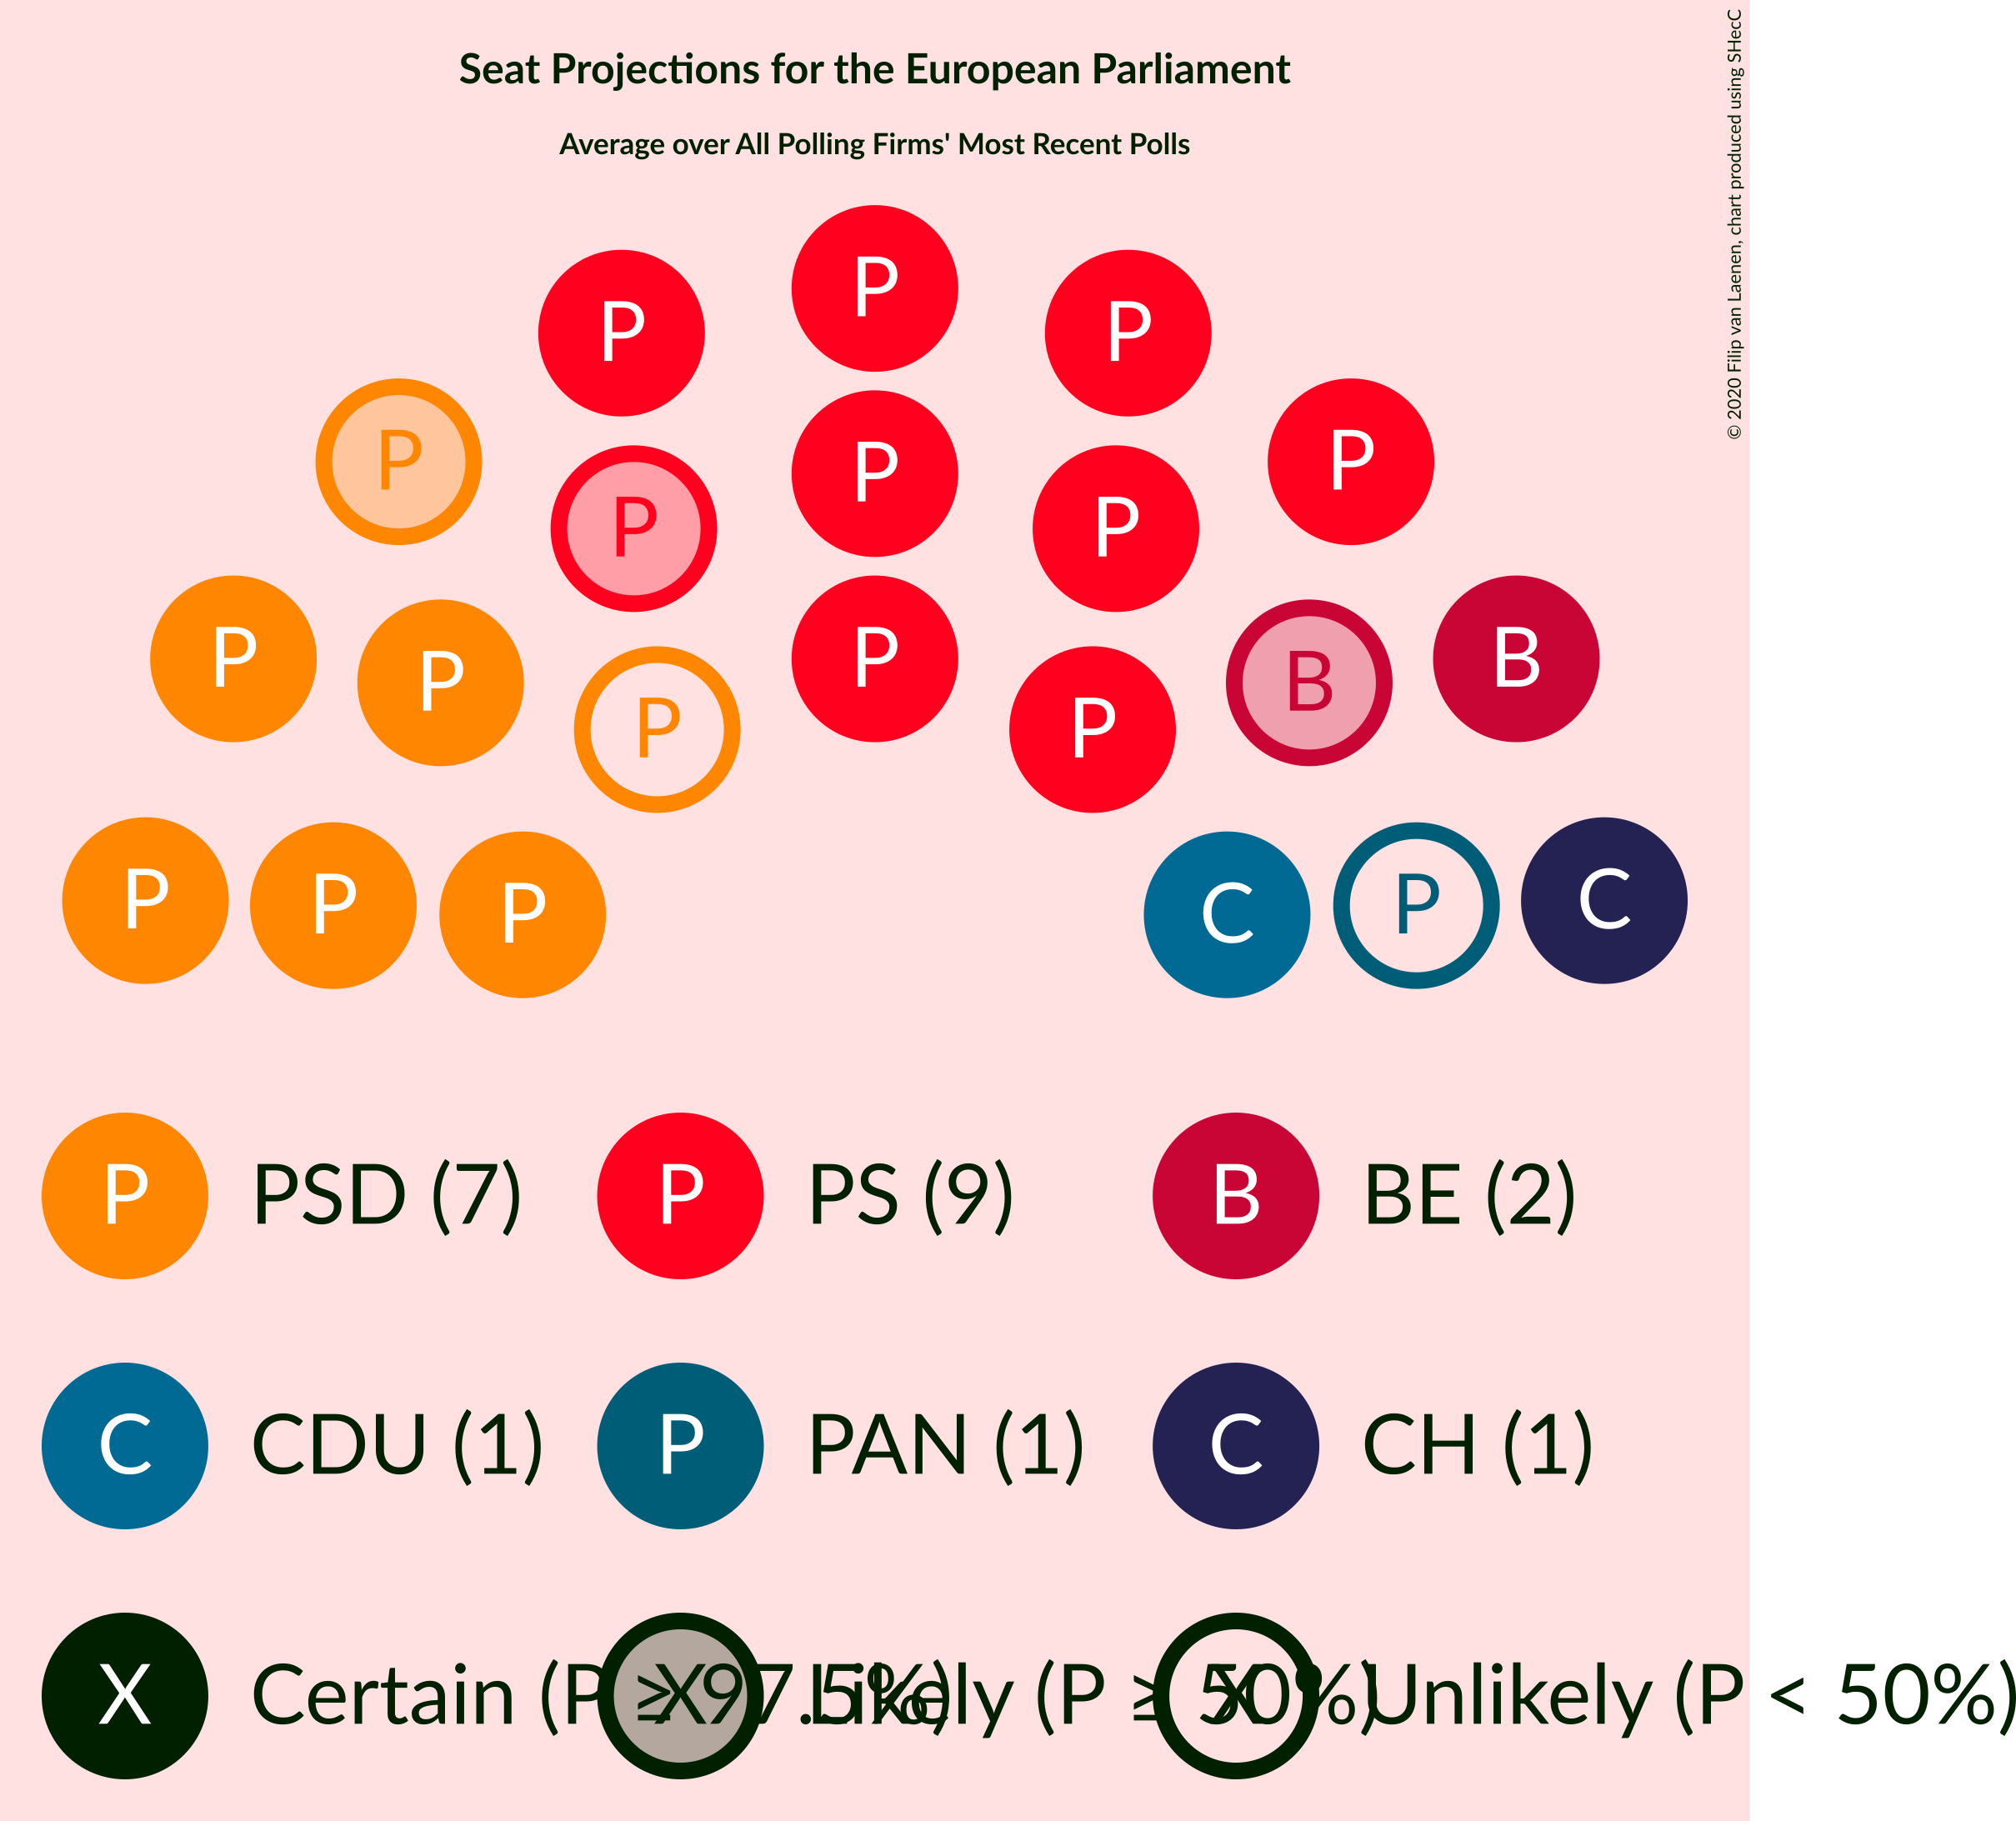 Seat Projections for the European Parliament
Average over All Polling Firms' Most Recent Polls
© 2020 Filip van Laenen, chart produced using SHecC
P
P P
P P
P
P P
P
P P
B B
P P
P
P
P P P
C P C
P PSD (7) P PS (9) B BE (2)
C CDU (1) P PAN (1) C CH (1)
X Certain (P ≥ 97.5%) X Likely (P ≥ 50%) X Unlikely (P < 50%)